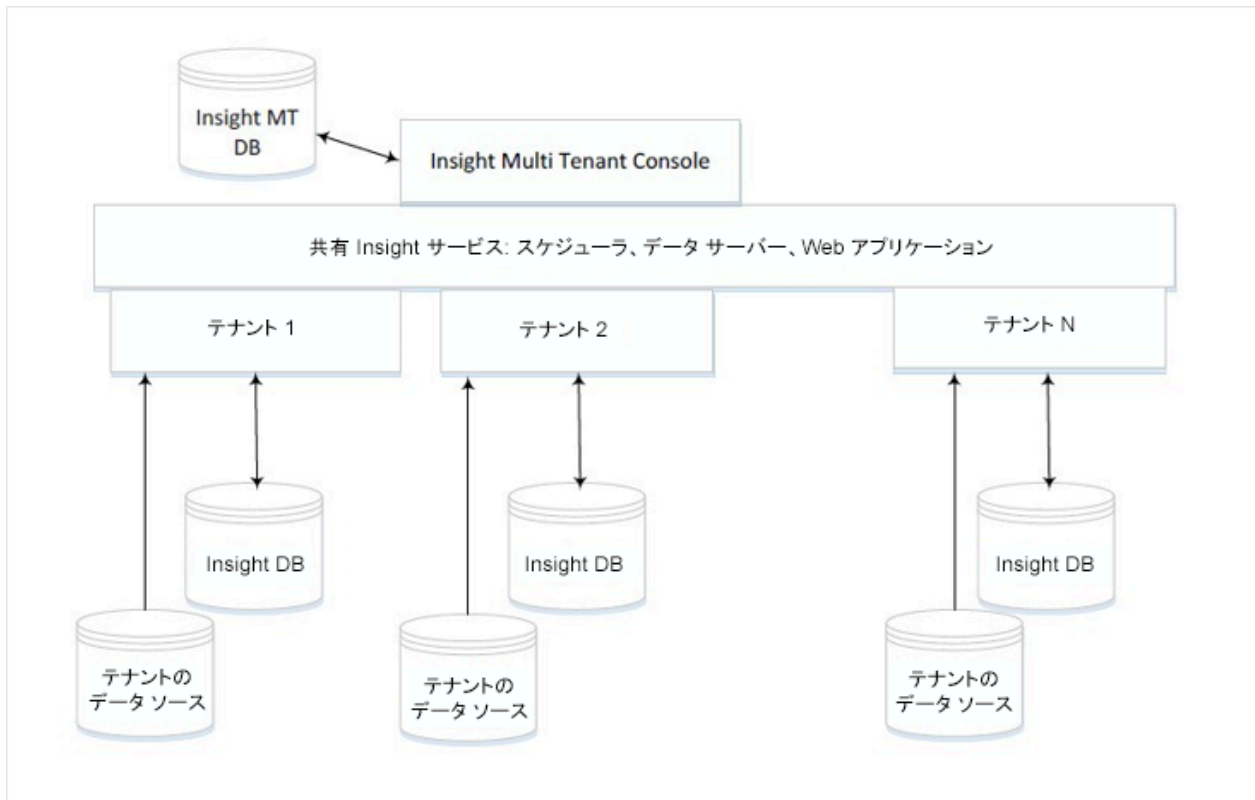 Insight MT
DB
Insight Multi Tenant Console
共有 Insight サービス: スケジューラ、データ サーバー、Web アプリケーション
テナント 1
テナント 2
テナント N
Insight DB
Insight DB
Insight DB
テナントの
データ ソース
テナントの
データ ソース
テナントの
データ ソース